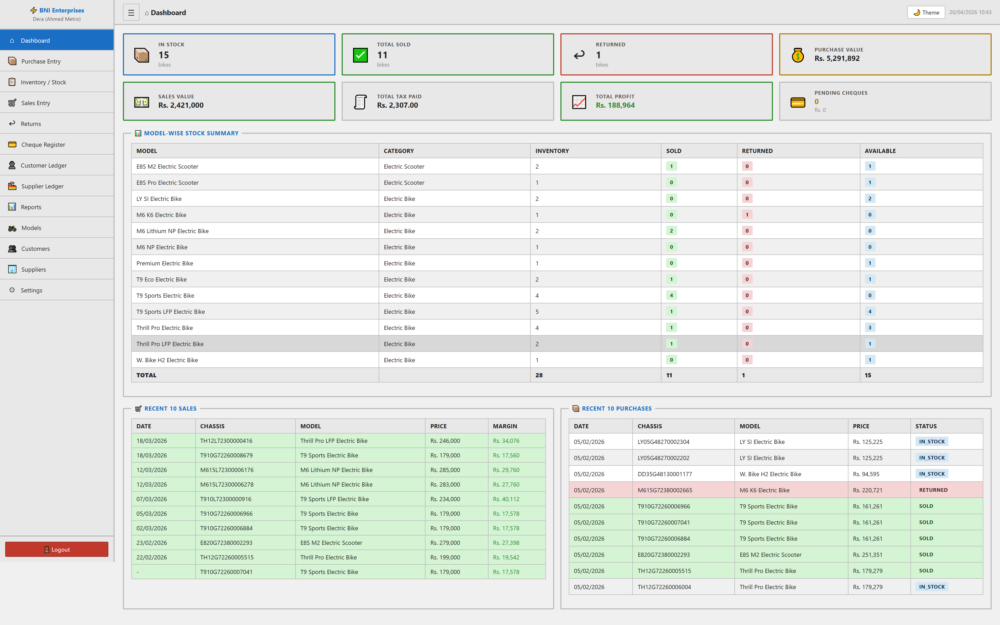 BNI Enterprises
Dera (Ahmed Metro)
Dashboard
Purchase Entry
Inventory / Stock
Sales Entry
Returns
Cheque Register
Customer Ledger
Supplier Ledger
Reports
Models
Customers
Suppliers
Settings
Logout
Dashboard
Theme 20/04/2026 10:43
IN STOCK
15
bikes
TOTAL SOLD
11
bikes
RETURNED
1
bikes
PURCHASE VALUE
Rs. 5,291,892
SALES VALUE
Rs. 2,421,000
TOTAL TAX PAID
Rs. 2,307.00
TOTAL PROFIT
Rs. 188,964
PENDING CHEQUES
0
Rs. 0
MODEL-WISE STOCK SUMMARY
MODEL CATEGORY INVENTORY SOLD RETURNED AVAILABLE
E8S M2 Electric Scooter Electric Scooter 2 1 0 1
E8S Pro Electric Scooter Electric Scooter 1 0 0 1
LY SI Electric Bike Electric Bike 2 0 0 2
M6 K6 Electric Bike Electric Bike 1 0 1 0
M6 Lithium NP Electric Bike Electric Bike 2 2 0 0
M6 NP Electric Bike Electric Bike 1 0 0 0
Premium Electric Bike Electric Bike 1 0 0 1
T9 Eco Electric Bike Electric Bike 2 1 0 1
T9 Sports Electric Bike Electric Bike 4 4 0 0
T9 Sports LFP Electric Bike Electric Bike 5 1 0 4
Thrill Pro Electric Bike Electric Bike 4 1 0 3
Thrill Pro LFP Electric Bike Electric Bike 2 1 0 1
W. Bike H2 Electric Bike Electric Bike 1 0 0 1
TOTAL 28 11 1 15
RECENT 10 SALES
DATE CHASSIS MODEL PRICE MARGIN
18/03/2026 TH12L72300000416 Thrill Pro LFP Electric Bike Rs. 246,000 Rs. 34,076
18/03/2026 T910G72260008679 T9 Sports Electric Bike Rs. 179,000 Rs. 17,560
12/03/2026 M615L72300006176 M6 Lithium NP Electric Bike Rs. 285,000 Rs. 29,760
12/03/2026 M615L72300006278 M6 Lithium NP Electric Bike Rs. 283,000 Rs. 27,760
07/03/2026 T910L72300000916 T9 Sports LFP Electric Bike Rs. 234,000 Rs. 40,112
05/03/2026 T910G72260006966 T9 Sports Electric Bike Rs. 179,000 Rs. 17,578
02/03/2026 T910G72260006884 T9 Sports Electric Bike Rs. 179,000 Rs. 17,578
23/02/2026 E820G72380002293 E8S M2 Electric Scooter Rs. 279,000 Rs. 27,398
22/02/2026 TH12G72260005515 Thrill Pro Electric Bike Rs. 199,000 Rs. 19,542
- T910G72260007041 T9 Sports Electric Bike Rs. 179,000 Rs. 17,578
RECENT 10 PURCHASES
DATE CHASSIS MODEL PRICE STATUS
05/02/2026 LY05G48270002304 LY SI Electric Bike Rs. 125,225 IN_STOCK
05/02/2026 LY05G48270002202 LY SI Electric Bike Rs. 125,225 IN_STOCK
05/02/2026 DD35G48130001177 W. Bike H2 Electric Bike Rs. 94,595 IN_STOCK
05/02/2026 M615G72380002665 M6 K6 Electric Bike Rs. 220,721 RETURNED
05/02/2026 T910G72260006966 T9 Sports Electric Bike Rs. 161,261 SOLD
05/02/2026 T910G72260007041 T9 Sports Electric Bike Rs. 161,261 SOLD
05/02/2026 T910G72260006884 T9 Sports Electric Bike Rs. 161,261 SOLD
05/02/2026 E820G72380002293 E8S M2 Electric Scooter Rs. 251,351 SOLD
05/02/2026 TH12G72260005515 Thrill Pro Electric Bike Rs. 179,279 SOLD
05/02/2026 TH12G72260006004 Thrill Pro Electric Bike Rs. 179,279 IN_STOCK